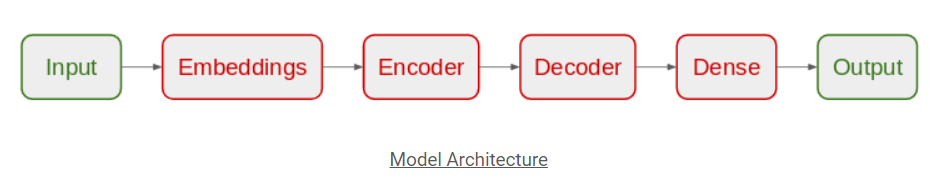 Input Embeddings Encoder Decoder Dense Output
Model Architecture